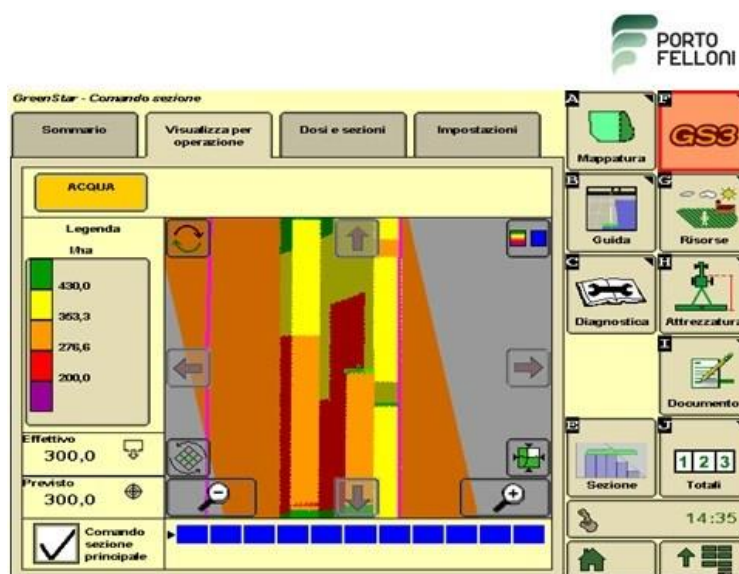 PORTO
FELLONI
GreenStar - Comando sezione
Sommario
Visualizza per
operazione
Dosi e sezioni
Impostazioni
ACQUA
Legenda
l/ha
430,0
353,3
276,6
200,0
Effettivo
300,0
Previsto
300,0
Comando
sezione
principale
A
Mappatura
F
GS3
B
Guida
G
Risorse
C
Diagnostica
H
Attrezzatura
I
Documento
E
Sezione
J
1 2 3
Totali
14:35